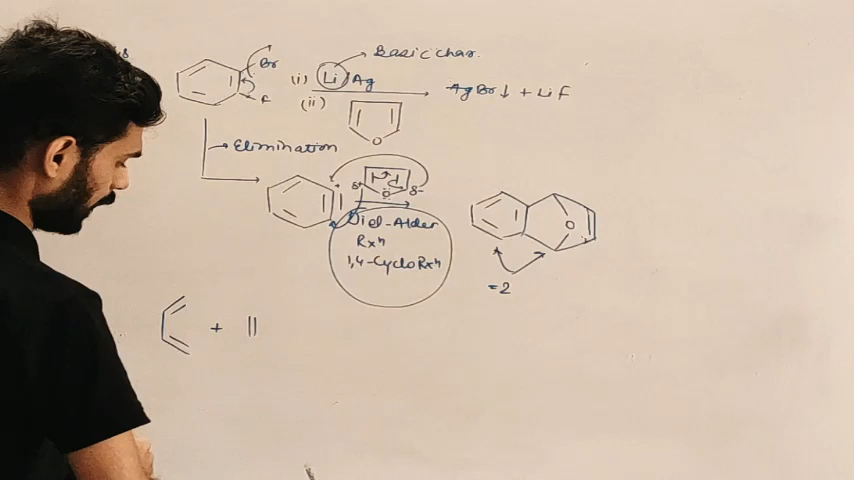 Basic char.
Br
F
(i) Li/Ag
(ii)
O
AgBr↓ + LiF
Elimination
δ
Ö
δ-
Diel-Alder
Rxn
1,4-CycloRxn
O
=2
+